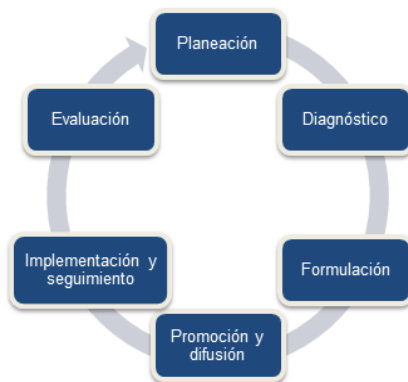 Planeación
Diagnóstico
Formulación
Promoción y
difusión
Implementación y
seguimiento
Evaluación